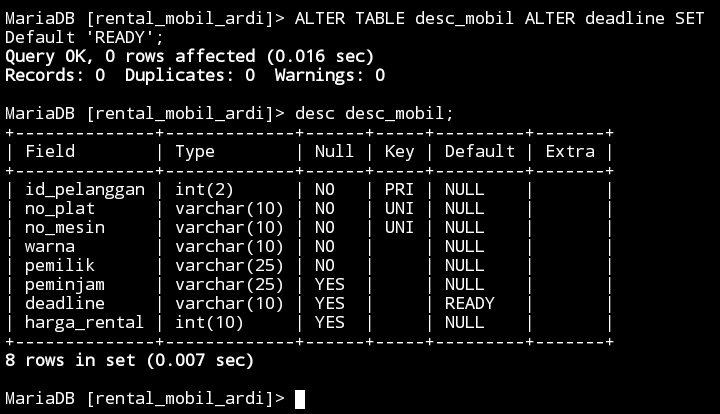 MariaDB [rental_mobil_ardi]> ALTER TABLE desc_mobil ALTER deadline SET
Default 'READY';
Query OK, 0 rows affected (0.016 sec)
Records: 0  Duplicates: 0  Warnings: 0

MariaDB [rental_mobil_ardi]> desc desc_mobil;
+--------------+-------------+------+-----+---------+-------+
| Field        | Type        | Null | Key | Default | Extra |
+--------------+-------------+------+-----+---------+-------+
| id_pelanggan | int(2)      | NO   | PRI | NULL    |       |
| no_plat      | varchar(10) | NO   | UNI | NULL    |       |
| no_mesin     | varchar(10) | NO   | UNI | NULL    |       |
| warna        | varchar(10) | NO   |     | NULL    |       |
| pemilik      | varchar(25) | NO   |     | NULL    |       |
| peminjam     | varchar(25) | YES  |     | NULL    |       |
| deadline     | varchar(10) | YES  |     | READY   |       |
| harga_rental | int(10)     | YES  |     | NULL    |       |
+--------------+-------------+------+-----+---------+-------+
8 rows in set (0.007 sec)

MariaDB [rental_mobil_ardi]>